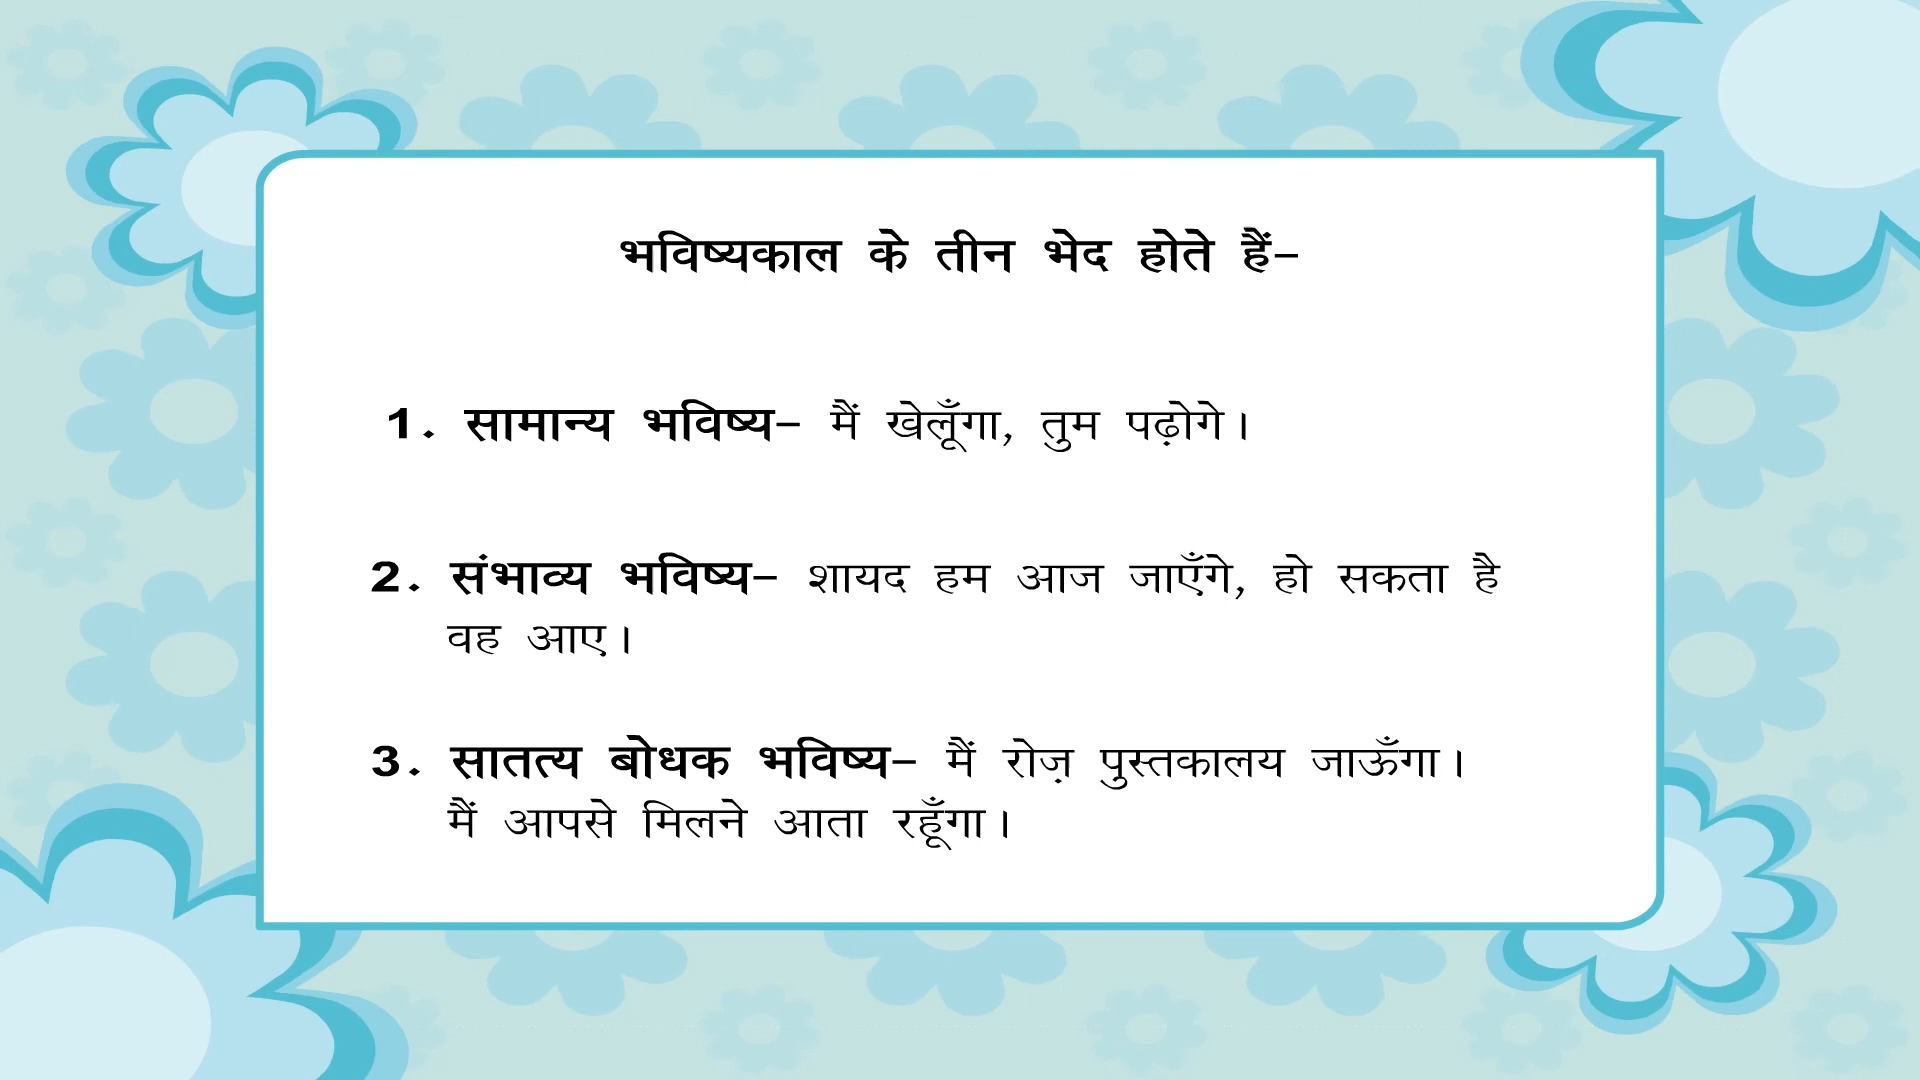 भविष्यकाल के तीन भेद होते हैं–
1. सामान्य भविष्य– मैं खेलूँगा, तुम पढ़ोगे।
2. संभाव्य भविष्य– शायद हम आज जाएँगे, हो सकता है
वह आए।
3. सातत्य बोधक भविष्य– मैं रोज़ पुस्तकालय जाऊँगा।
मैं आपसे मिलने आता रहूँगा।